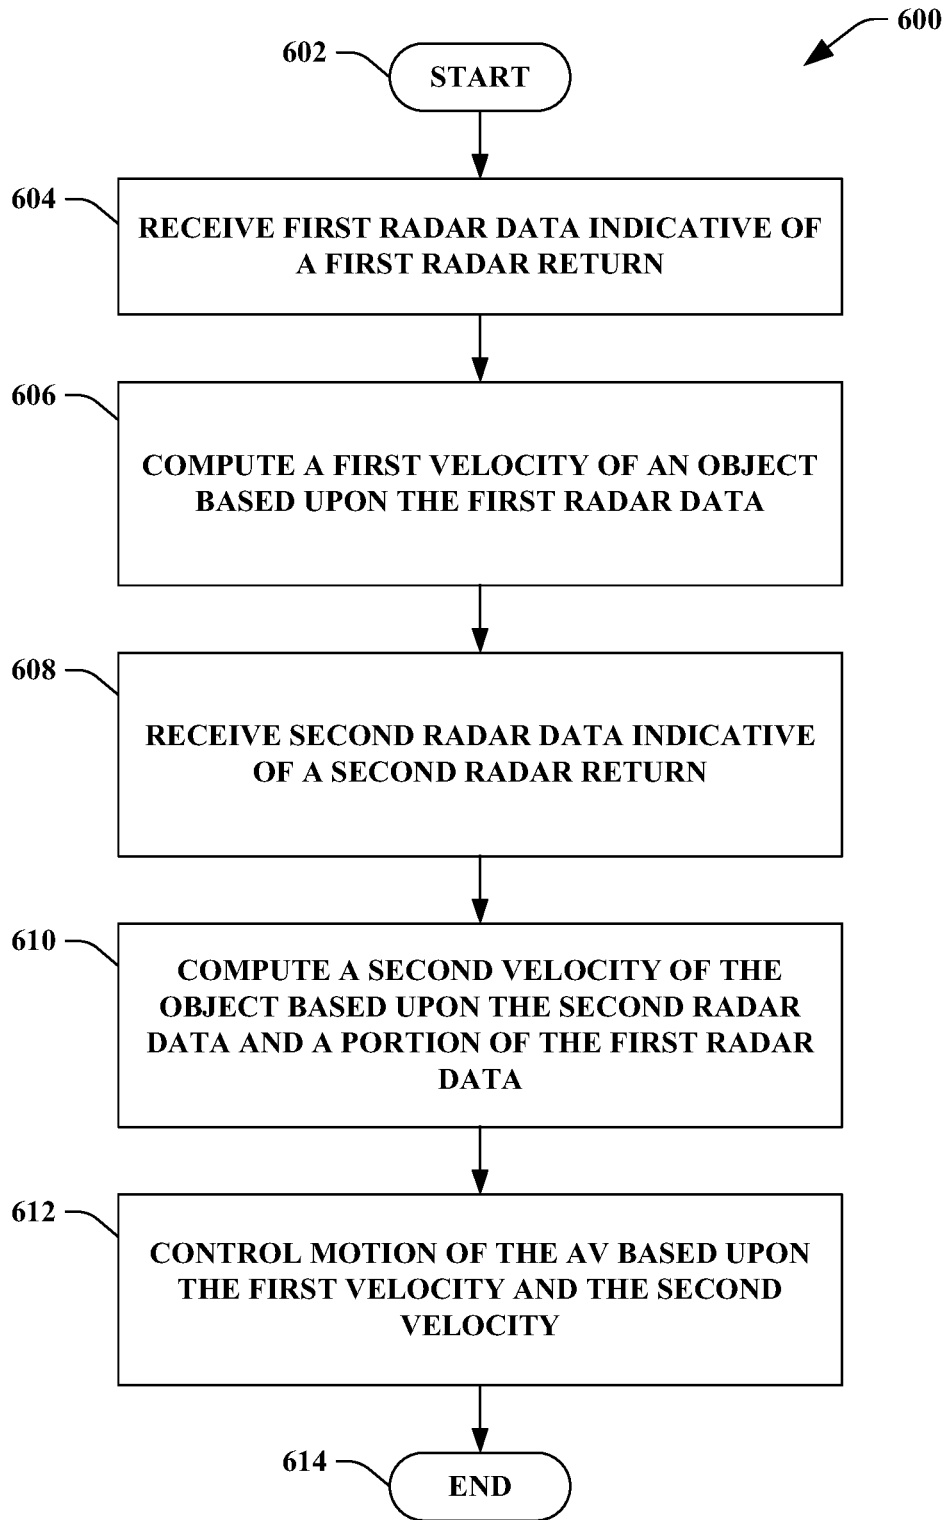 600
602
START
604
RECEIVE FIRST RADAR DATA INDICATIVE OF
A FIRST RADAR RETURN
606
COMPUTE A FIRST VELOCITY OF AN OBJECT
BASED UPON THE FIRST RADAR DATA
608
RECEIVE SECOND RADAR DATA INDICATIVE
OF A SECOND RADAR RETURN
610
COMPUTE A SECOND VELOCITY OF THE
OBJECT BASED UPON THE SECOND RADAR
DATA AND A PORTION OF THE FIRST RADAR
DATA
612
CONTROL MOTION OF THE AV BASED UPON
THE FIRST VELOCITY AND THE SECOND
VELOCITY
614
END